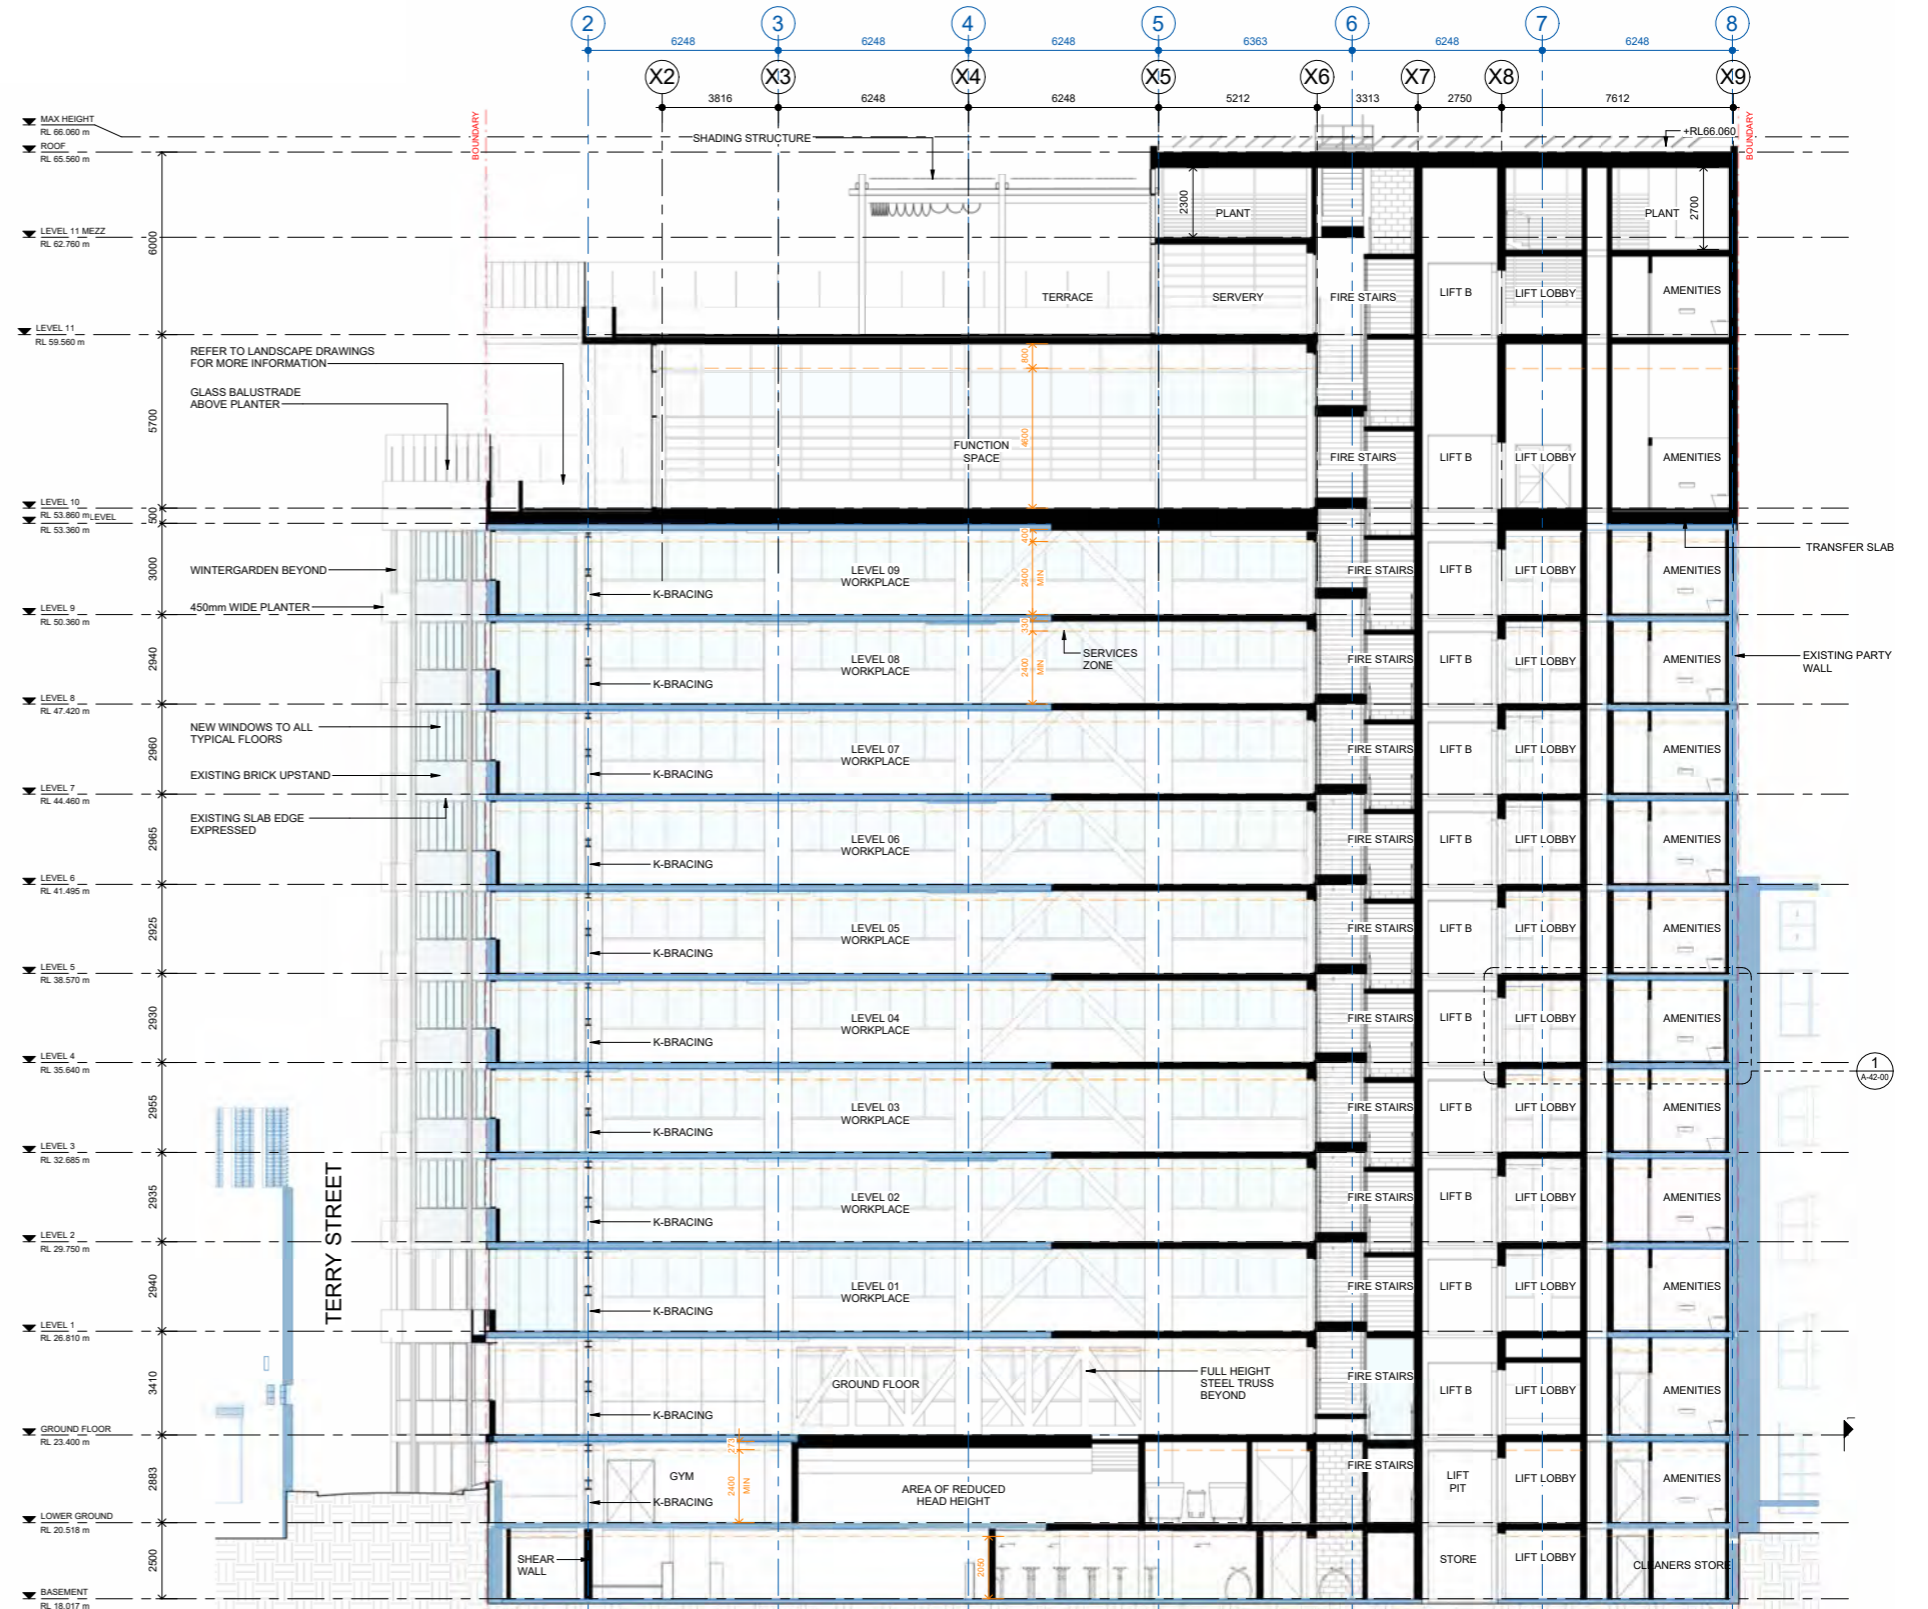 2 3 4 5 6 7 8
6248 6248 6248 6363 6248 6248
X2 X3 X4 X5 X6 X7 X8 X9
3816 6248 6248 5212 3313 2750 7612
MAX HEIGHT
RL 66.060 m
ROOF
RL 65.560 m
BOUNDARY
SHADING STRUCTURE
+RL66.060
BOUNDARY
2300
PLANT
PLANT
2700
LEVEL 11 MEZZ
RL 62.760 m
6000
TERRACE
SERVERY
FIRE STAIRS
LIFT B
LIFT LOBBY
AMENITIES
LEVEL 11
RL 59.560 m
REFER TO LANDSCAPE DRAWINGS
FOR MORE INFORMATION
GLASS BALUSTRADE
ABOVE PLANTER
5700
800
4600
FUNCTION
SPACE
FIRE STAIRS
LIFT B
LIFT LOBBY
AMENITIES
LEVEL 10
RL 53.860 m
LEVEL
RL 53.360 m
500
TRANSFER SLAB
WINTERGARDEN BEYOND
450mm WIDE PLANTER
3000
LEVEL 09
WORKPLACE
K-BRACING
400
2400
MIN
FIRE STAIRS
LIFT B
LIFT LOBBY
AMENITIES
LEVEL 9
RL 50.360 m
2940
LEVEL 08
WORKPLACE
K-BRACING
330
2400
MIN
SERVICES
ZONE
FIRE STAIRS
LIFT B
LIFT LOBBY
AMENITIES
EXISTING PARTY
WALL
LEVEL 8
RL 47.420 m
NEW WINDOWS TO ALL
TYPICAL FLOORS
EXISTING BRICK UPSTAND
2960
LEVEL 07
WORKPLACE
K-BRACING
FIRE STAIRS
LIFT B
LIFT LOBBY
AMENITIES
LEVEL 7
RL 44.460 m
EXISTING SLAB EDGE
EXPRESSED
2965
LEVEL 06
WORKPLACE
K-BRACING
FIRE STAIRS
LIFT B
LIFT LOBBY
AMENITIES
LEVEL 6
RL 41.495 m
2925
LEVEL 05
WORKPLACE
K-BRACING
FIRE STAIRS
LIFT B
LIFT LOBBY
AMENITIES
LEVEL 5
RL 38.570 m
2930
LEVEL 04
WORKPLACE
K-BRACING
FIRE STAIRS
LIFT B
LIFT LOBBY
AMENITIES
LEVEL 4
RL 35.640 m
1
A-42-00
2955
LEVEL 03
WORKPLACE
K-BRACING
FIRE STAIRS
LIFT B
LIFT LOBBY
AMENITIES
LEVEL 3
RL 32.685 m
TERRY STREET
2935
LEVEL 02
WORKPLACE
K-BRACING
FIRE STAIRS
LIFT B
LIFT LOBBY
AMENITIES
LEVEL 2
RL 29.750 m
2940
LEVEL 01
WORKPLACE
K-BRACING
FIRE STAIRS
LIFT B
LIFT LOBBY
AMENITIES
LEVEL 1
RL 26.810 m
3410
GROUND FLOOR
K-BRACING
FULL HEIGHT
STEEL TRUSS
BEYOND
FIRE STAIRS
LIFT B
LIFT LOBBY
AMENITIES
GROUND FLOOR
RL 23.400 m
2883
GYM
K-BRACING
273
2400
MIN
AREA OF REDUCED
HEAD HEIGHT
FIRE STAIRS
LIFT
PIT
LIFT LOBBY
AMENITIES
LOWER GROUND
RL 20.518 m
2500
SHEAR
WALL
STORE
LIFT LOBBY
CLEANERS STORE
BASEMENT
RL 18.017 m